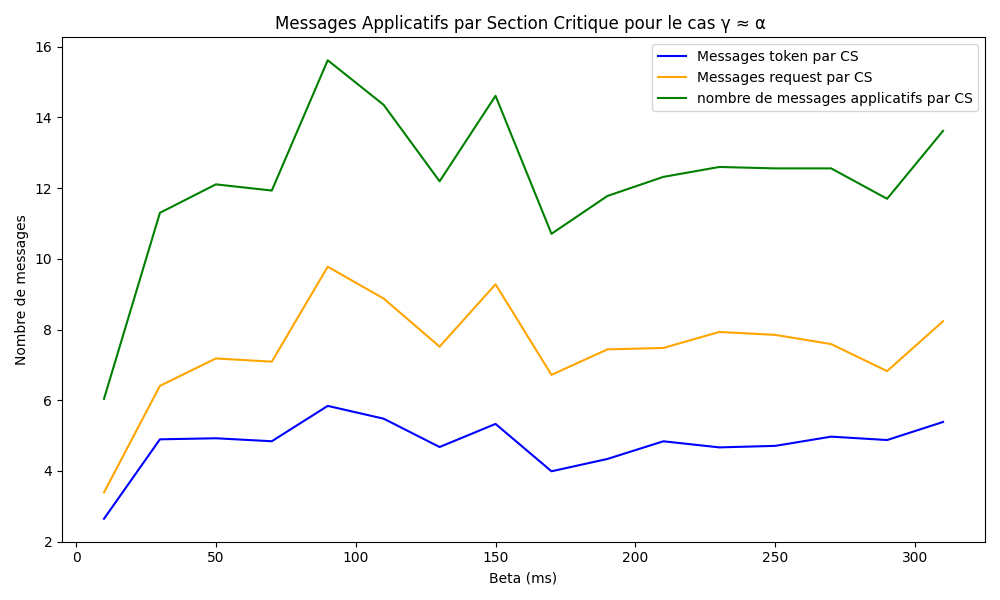 Messages Applicatifs par Section Critique pour le cas γ ≈ α
Messages token par CS
Messages request par CS
nombre de messages applicatifs par CS
Nombre de messages
16
14
12
10
8
6
4
2
0
50
100
150
200
250
300
Beta (ms)